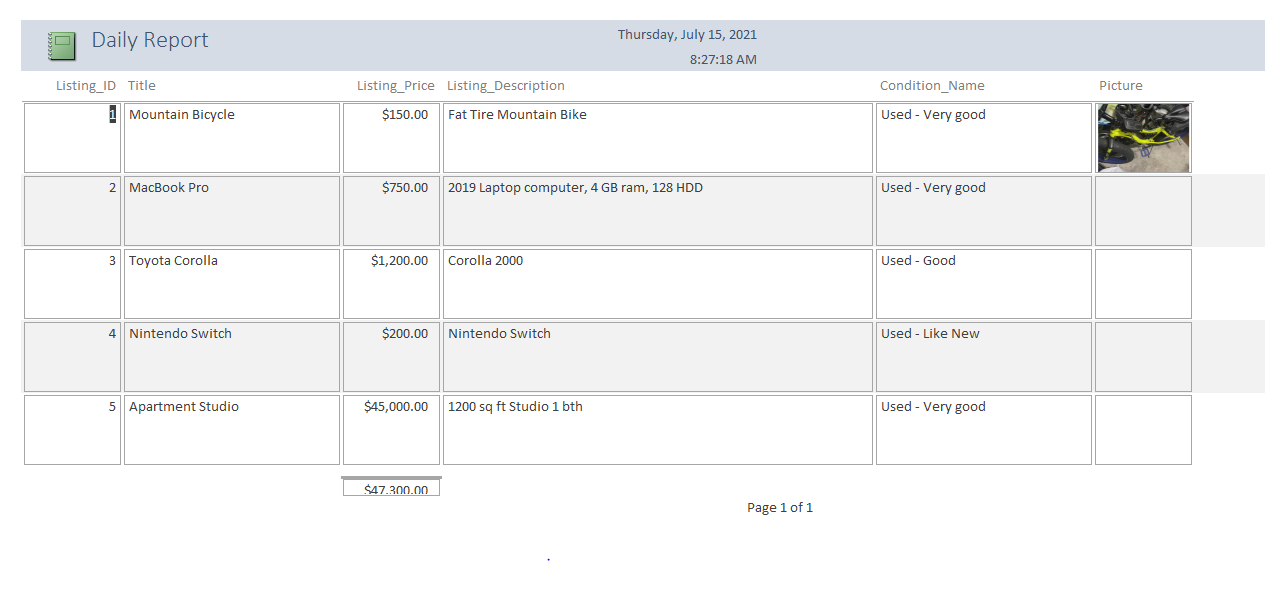 Daily Report
Thursday, July 15, 2021
8:27:18 AM
Listing_ID Title Listing_Price Listing_Description Condition_Name Picture
1 Mountain Bicycle $150.00 Fat Tire Mountain Bike Used - Very good
2 MacBook Pro $750.00 2019 Laptop computer, 4 GB ram, 128 HDD Used - Very good
3 Toyota Corolla $1,200.00 Corolla 2000 Used - Good
4 Nintendo Switch $200.00 Nintendo Switch Used - Like New
5 Apartment Studio $45,000.00 1200 sq ft Studio 1 bth Used - Very good
$47,300.00
Page 1 of 1